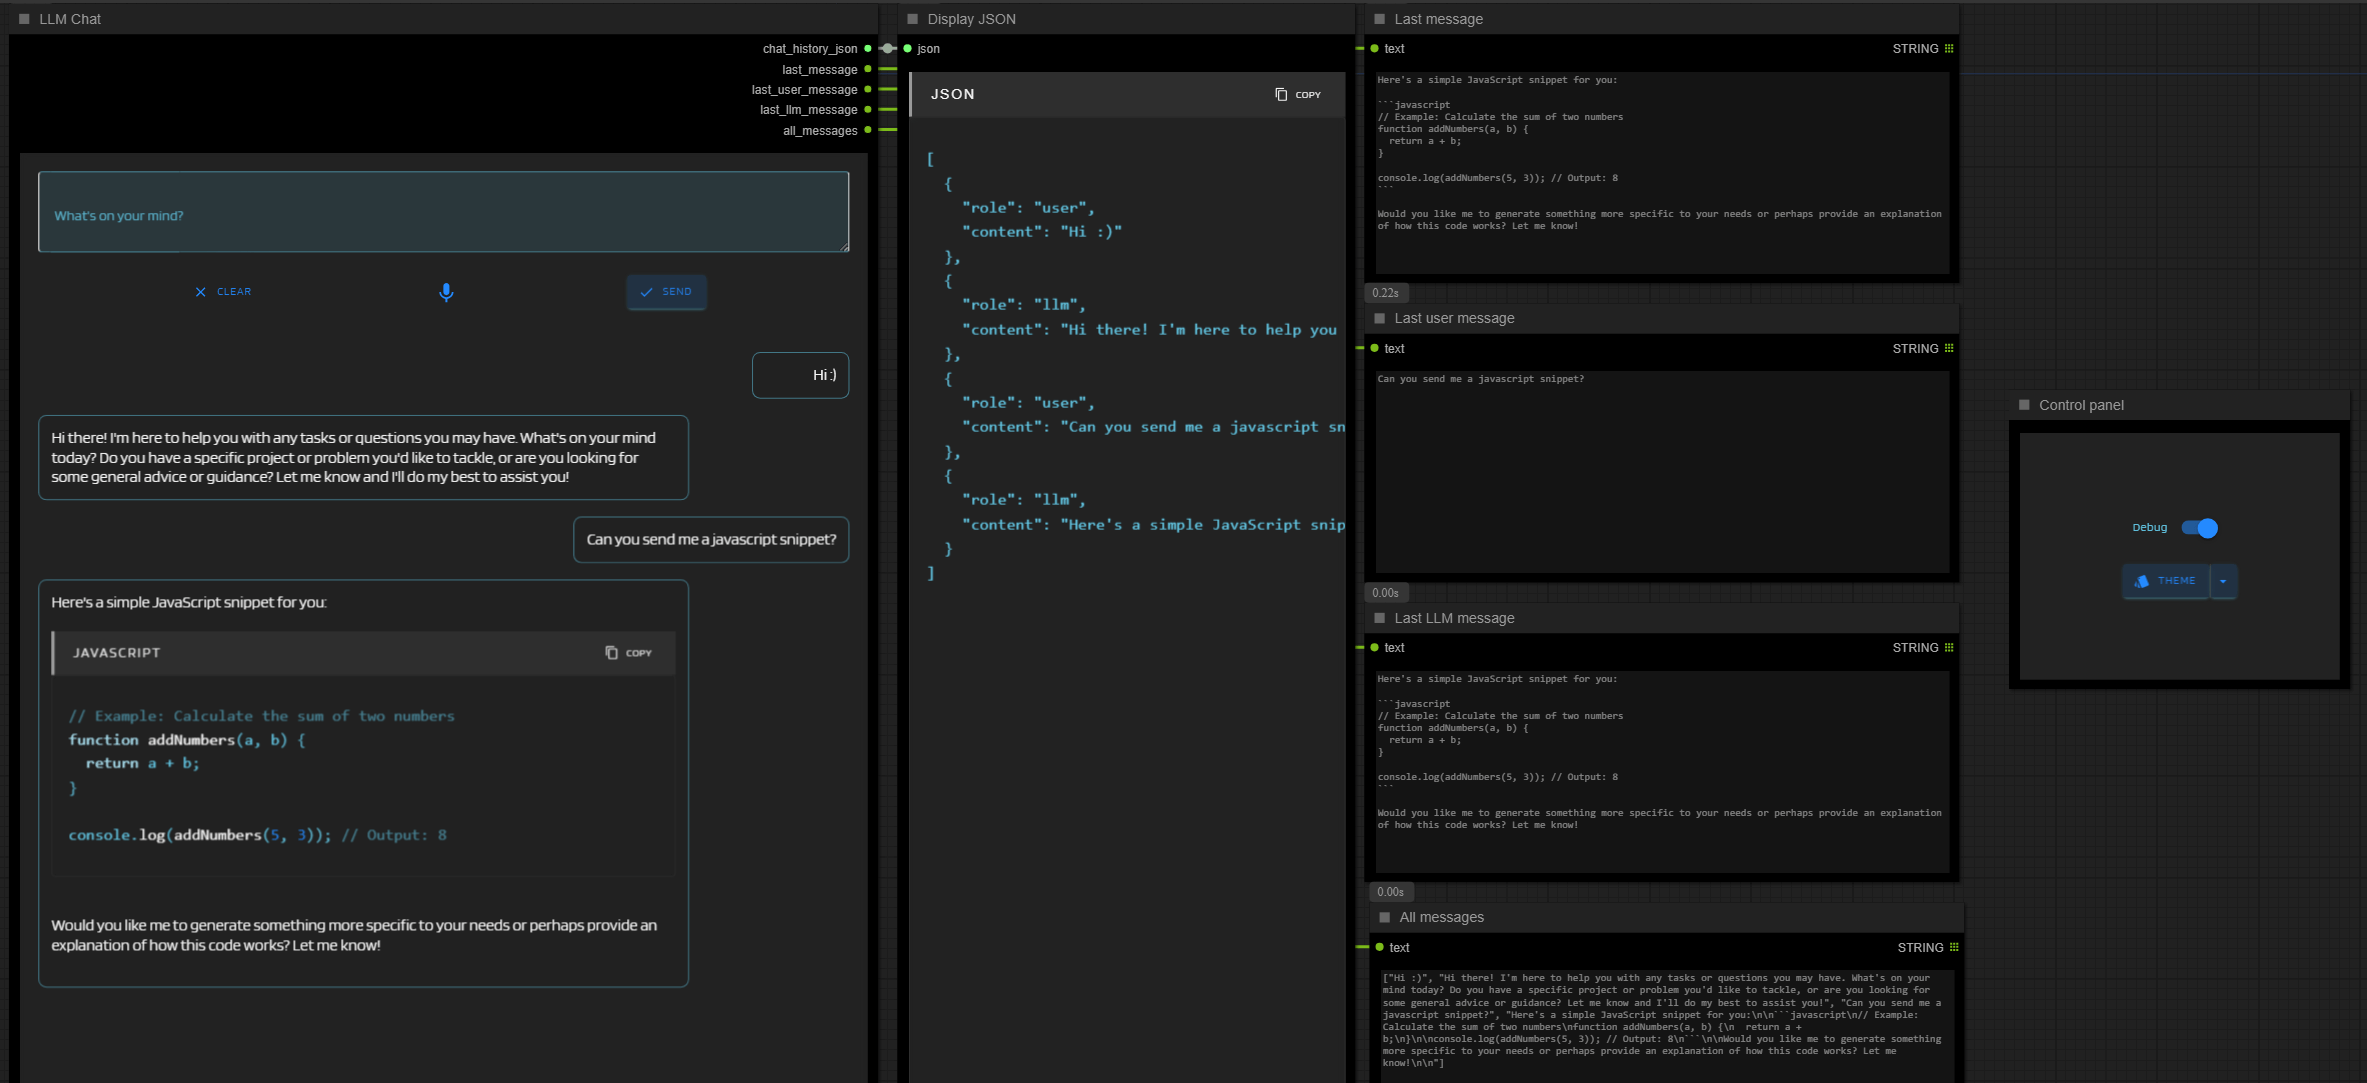 LLM Chat
chat_history_json
last_message
last_user_message
last_llm_message
all_messages
What's on your mind?
CLEAR
SEND
Hi :)
Hi there! I'm here to help you with any tasks or questions you may have. What's on your mind
today? Do you have a specific project or problem you'd like to tackle, or are you looking for
some general advice or guidance? Let me know and I'll do my best to assist you!
Can you send me a javascript snippet?
Here's a simple JavaScript snippet for you:
JAVASCRIPT
COPY
// Example: Calculate the sum of two numbers
function addNumbers(a, b) {
  return a + b;
}
console.log(addNumbers(5, 3)); // Output: 8
Would you like me to generate something more specific to your needs or perhaps provide an
explanation of how this code works? Let me know!
Display JSON
json
JSON
COPY
[
  {
    "role": "user",
    "content": "Hi :)"
  },
  {
    "role": "llm",
    "content": "Hi there! I'm here to help you
  },
  {
    "role": "user",
    "content": "Can you send me a javascript sn
  },
  {
    "role": "llm",
    "content": "Here's a simple JavaScript snip
  }
]
Last message
text STRING
Here's a simple JavaScript snippet for you:
```javascript
// Example: Calculate the sum of two numbers
function addNumbers(a, b) {
  return a + b;
}
console.log(addNumbers(5, 3)); // Output: 8
```
Would you like me to generate something more specific to your needs or perhaps provide an explanation
of how this code works? Let me know!
0.22s
Last user message
text STRING
Can you send me a javascript snippet?
0.00s
Last LLM message
text STRING
Here's a simple JavaScript snippet for you:
```javascript
// Example: Calculate the sum of two numbers
function addNumbers(a, b) {
  return a + b;
}
console.log(addNumbers(5, 3)); // Output: 8
```
Would you like me to generate something more specific to your needs or perhaps provide an explanation
of how this code works? Let me know!
0.00s
All messages
text STRING
["Hi :)", "Hi there! I'm here to help you with any tasks or questions you may have. What's on your
mind today? Do you have a specific project or problem you'd like to tackle, or are you looking for
some general advice or guidance? Let me know and I'll do my best to assist you!", "Can you send me a
javascript snippet?", "Here's a simple JavaScript snippet for you:\n\n```javascript\n// Example:
Calculate the sum of two numbers\nfunction addNumbers(a, b) {\n  return a +
b;\n}\n\nconsole.log(addNumbers(5, 3)); // Output: 8\n```\n\nWould you like me to generate something
more specific to your needs or perhaps provide an explanation of how this code works? Let me
know!\n\n"]
Control panel
Debug
THEME